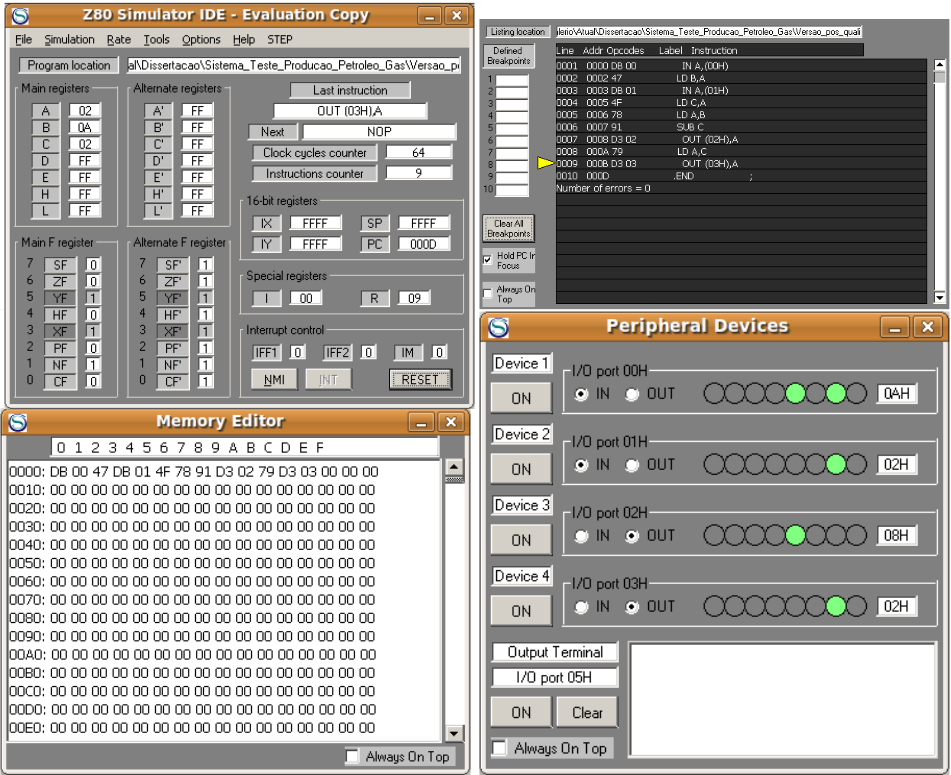 Z80 Simulator IDE - Evaluation Copy
File Simulation Rate Tools Options Help STEP
Program location al\Dissertacao\Sistema_Teste_Producao_Petroleo_Gas\Versao_p
Main registers
A 02
B 0A
C 02
D FF
E FF
H FF
L FF
Alternate registers
A' FF
B' FF
C' FF
D' FF
E' FF
H' FF
L' FF
Last instruction
OUT (03H),A
Next NOP
Clock cycles counter 64
Instructions counter 9
16-bit registers
IX FFFF SP FFFF
IY FFFF PC 000D
Main F register
7 SF 0
6 ZF 0
5 YF 1
4 HF 0
3 XF 1
2 PF 0
1 NF 1
0 CF 0
Alternate F register
7 SF' 1
6 ZF' 1
5 YF' 1
4 HF' 1
3 XF' 1
2 PF' 1
1 NF' 1
0 CF' 1
Special registers
I 00 R 09
Interrupt control
IFF1 0 IFF2 0 IM 0
NMI INT RESET
Listing location lerio\Atual\Dissertacao\Sistema_Teste_Producao_Petroleo_Gas\Versao_pos_quali
Defined
Breakpoints
1
2
3
4
5
6
7
8
9
10
Clear All
Breakpoints
Hold PC In
Focus
Always On
Top
Line Addr Opcodes Label Instruction
0001 0000 DB 00 IN A,(00H)
0002 0002 47 LD B,A
0003 0003 DB 01 IN A,(01H)
0004 0005 4F LD C,A
0005 0006 78 LD A,B
0006 0007 91 SUB C
0007 0008 D3 02 OUT (02H),A
0008 000A 79 LD A,C
0009 000B D3 03 OUT (03H),A
0010 000D .END ;
Number of errors = 0
Memory Editor
0 1 2 3 4 5 6 7 8 9 A B C D E F
0000: DB 00 47 DB 01 4F 78 91 D3 02 79 D3 03 00 00 00
0010: 00 00 00 00 00 00 00 00 00 00 00 00 00 00 00 00
0020: 00 00 00 00 00 00 00 00 00 00 00 00 00 00 00 00
0030: 00 00 00 00 00 00 00 00 00 00 00 00 00 00 00 00
0040: 00 00 00 00 00 00 00 00 00 00 00 00 00 00 00 00
0050: 00 00 00 00 00 00 00 00 00 00 00 00 00 00 00 00
0060: 00 00 00 00 00 00 00 00 00 00 00 00 00 00 00 00
0070: 00 00 00 00 00 00 00 00 00 00 00 00 00 00 00 00
0080: 00 00 00 00 00 00 00 00 00 00 00 00 00 00 00 00
0090: 00 00 00 00 00 00 00 00 00 00 00 00 00 00 00 00
00A0: 00 00 00 00 00 00 00 00 00 00 00 00 00 00 00 00
00B0: 00 00 00 00 00 00 00 00 00 00 00 00 00 00 00 00
00C0: 00 00 00 00 00 00 00 00 00 00 00 00 00 00 00 00
00D0: 00 00 00 00 00 00 00 00 00 00 00 00 00 00 00 00
00E0: 00 00 00 00 00 00 00 00 00 00 00 00 00 00 00 00
Always On Top
Peripheral Devices
Device 1 I/O port 00H
ON IN OUT 0AH
Device 2 I/O port 01H
ON IN OUT 02H
Device 3 I/O port 02H
ON IN OUT 08H
Device 4 I/O port 03H
ON IN OUT 02H
Output Terminal
I/O port 05H
ON Clear
Always On Top